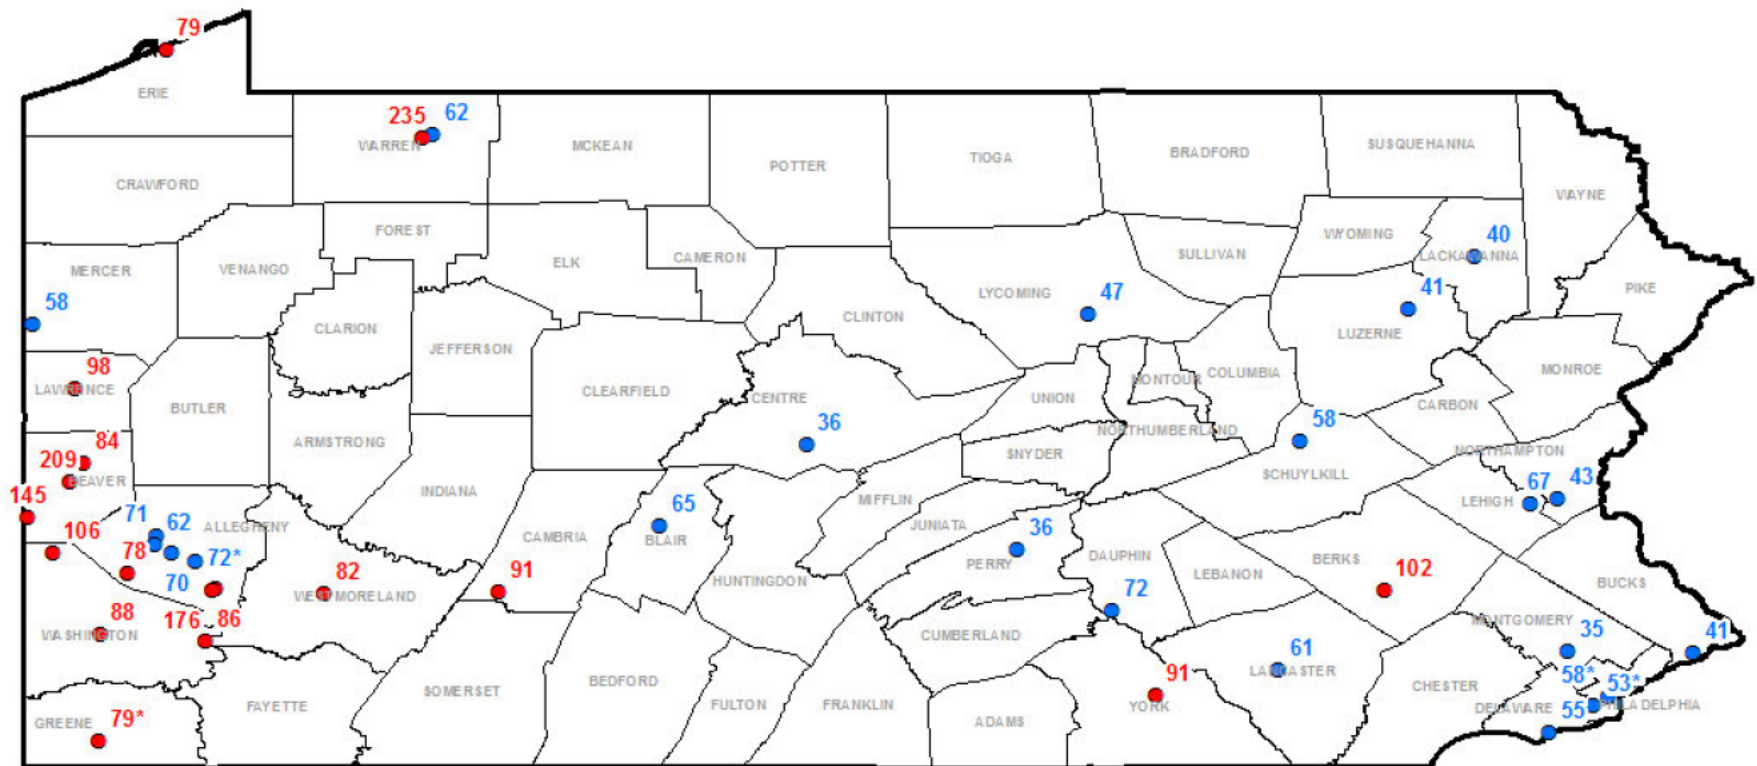 79
ERIE
235
62
WARREN
MCKEAN
POTTER
TIOGA
BRADFORD
SUSQUEHANNA
CRAWFORD
WAYNE
FOREST
WYOMING
40
LACKAWANNA
MERCER
VENANGO
ELK
CAMERON
SULLIVAN
58
LYCOMING
47
41
PIKE
CLARION
CLINTON
LUZERNE
JEFFERSON
98
LAWRENCE
CLEARFIELD
MONTOUR
COLUMBIA
MONROE
BUTLER
CENTRE
UNION
CARBON
36
58
84
ARMSTRONG
NORTHUMBERLAND
209
BEAVER
SNYDER
NORTHAMPTON
SCHUYLKILL
145
INDIANA
MIFFLIN
67
43
LEHIGH
71
62
ALLEGHENY
65
JUNIATA
36
106
CAMBRIA
BLAIR
DAUPHIN
78
72*
PERRY
BERKS
70
82
91
HUNTINGDON
LEBANON
102
BUCKS
WESTMORELAND
72
88
176
86
WASHINGTON
CUMBERLAND
MONTGOMERY
35
41
61
LANCASTER
91
58*
53*
SOMERSET
BEDFORD
CHESTER
GREENE
79*
FAYETTE
FULTON
FRANKLIN
ADAMS
YORK
DELAWARE
55
PHILADELPHIA